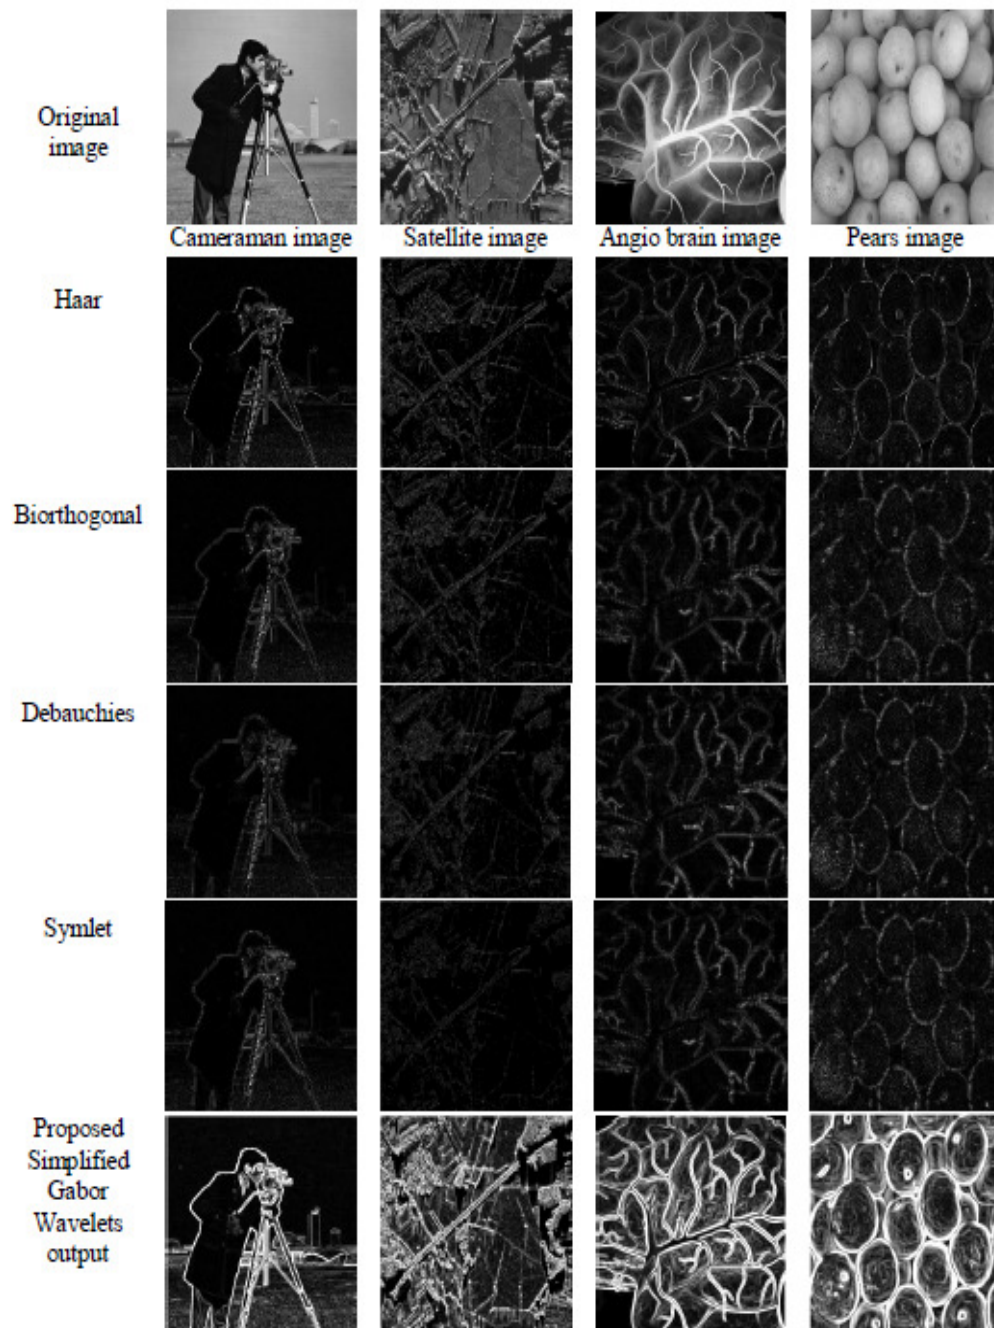 Original
image
Cameraman image
Satellite image
Angio brain image
Pears image
Haar
Biorthogonal
Debauchies
Symlet
Proposed
Simplified
Gabor
Wavelets
output